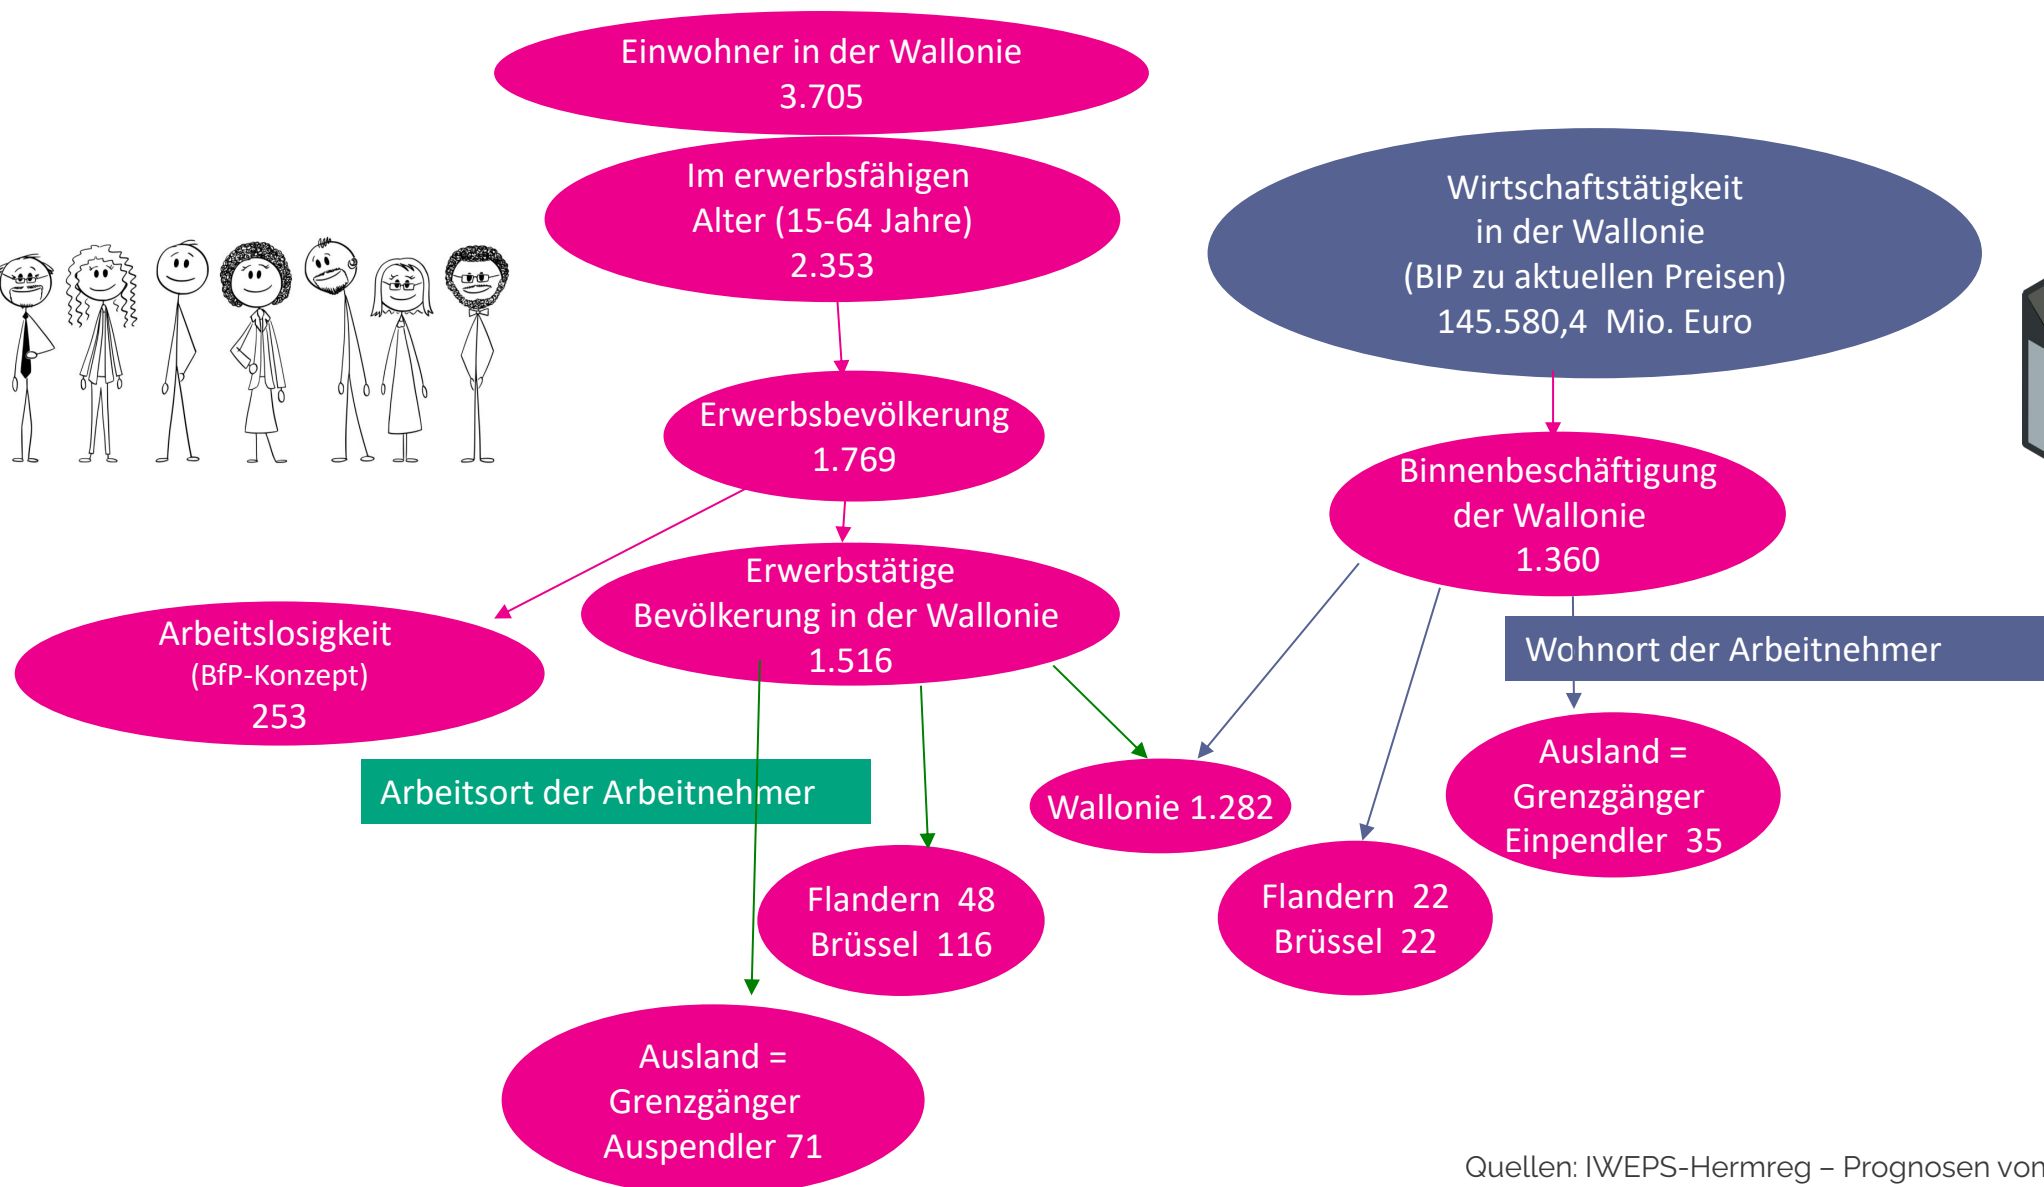 Einwohner in der Wallonie
3.705
Im erwerbsfähigen
Alter (15-64 Jahre)
2.353
Wirtschaftstätigkeit
in der Wallonie
(BIP zu aktuellen Preisen)
145.580,4 Mio. Euro
Erwerbsbevölkerung
1.769
Binnenbeschäftigung
der Wallonie
1.360
Erwerbstätige
Bevölkerung in der Wallonie
1.516
Arbeitslosigkeit
(BfP-Konzept)
253
Wohnort der Arbeitnehmer
Arbeitsort der Arbeitnehmer
Wallonie 1.282
Ausland =
Grenzgänger
Einpendler 35
Flandern 48
Brüssel 116
Flandern 22
Brüssel 22
Ausland =
Grenzgänger
Auspendler 71
Quellen: IWEPS-Hermreg – Prognosen von